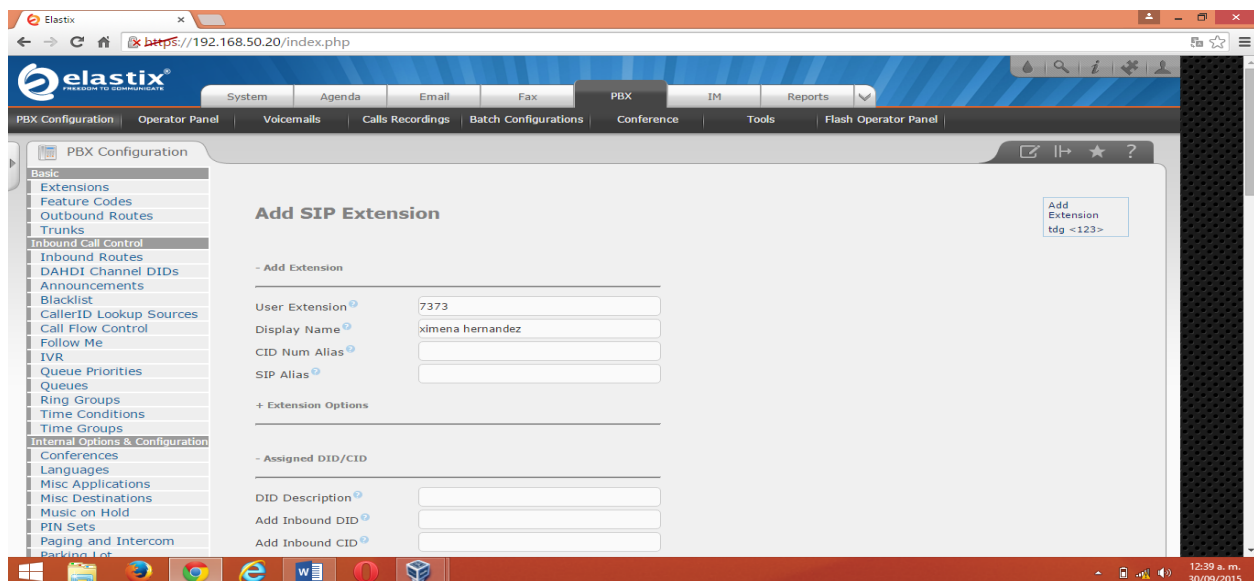 Elastix
https://192.168.50.20/index.php
elastix®
FREEDOM TO COMMUNICATE
System Agenda Email Fax PBX IM Reports
PBX Configuration Operator Panel Voicemails Calls Recordings Batch Configurations Conference Tools Flash Operator Panel
PBX Configuration
Basic
Extensions
Feature Codes
Outbound Routes
Trunks
Inbound Call Control
Inbound Routes
DAHDI Channel DIDs
Announcements
Blacklist
CallerID Lookup Sources
Call Flow Control
Follow Me
IVR
Queue Priorities
Queues
Ring Groups
Time Conditions
Time Groups
Internal Options & Configuration
Conferences
Languages
Misc Applications
Misc Destinations
Music on Hold
PIN Sets
Paging and Intercom
Parking Lot
Add SIP Extension
- Add Extension
User Extension 7373
Display Name ximena hernandez
CID Num Alias
SIP Alias
+ Extension Options
- Assigned DID/CID
DID Description
Add Inbound DID
Add Inbound CID
Add
Extension
tdg <123>
12:39 a. m.
30/09/2015